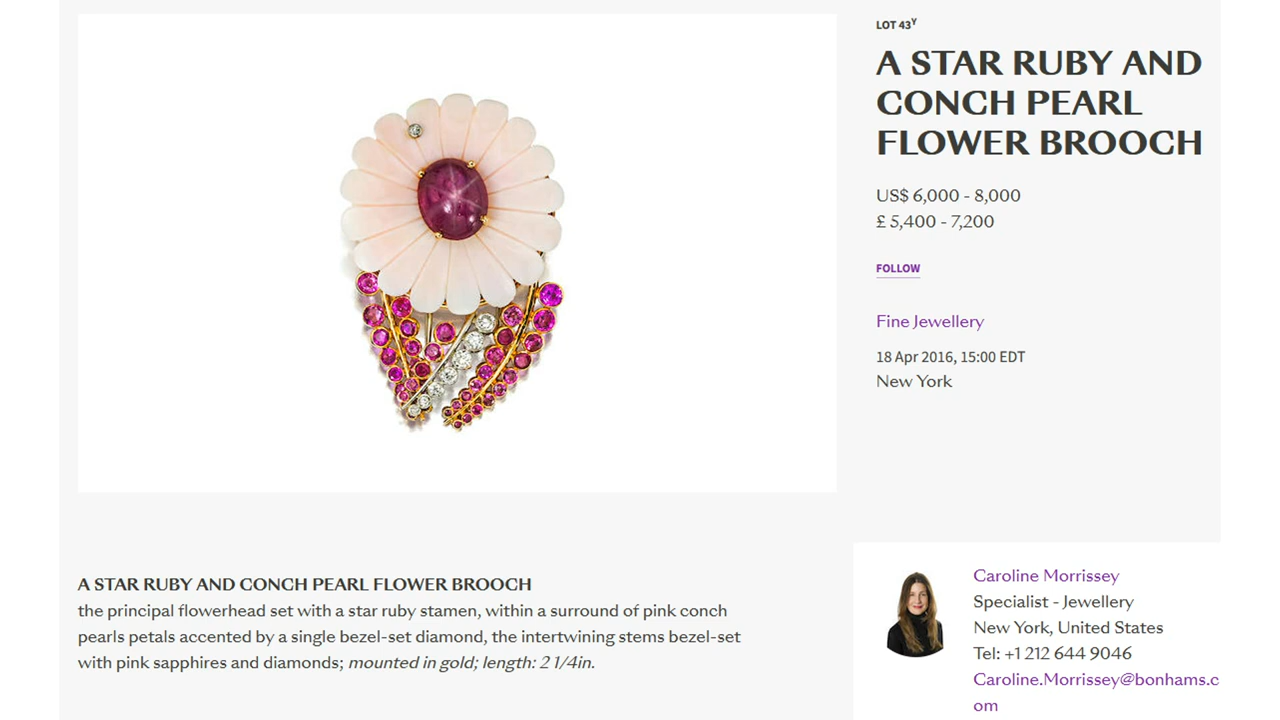 LOT 43Y
A STAR RUBY AND
CONCH PEARL
FLOWER BROOCH
US$ 6,000 - 8,000
£ 5,400 - 7,200
FOLLOW
Fine Jewellery
18 Apr 2016, 15:00 EDT
New York
A STAR RUBY AND CONCH PEARL FLOWER BROOCH
the principal flowerhead set with a star ruby stamen, within a surround of pink conch
pearls petals accented by a single bezel-set diamond, the intertwining stems bezel-set
with pink sapphires and diamonds; mounted in gold; length: 2 1/4in.
Caroline Morrissey
Specialist - Jewellery
New York, United States
Tel: +1 212 644 9046
Caroline.Morrissey@bonhams.c
om